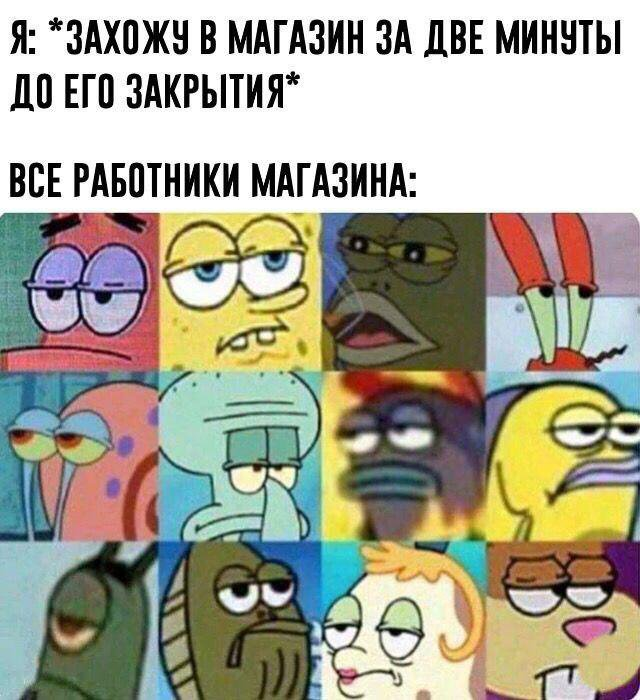 Я: *ЗАХОЖУ В МАГАЗИН ЗА ДВЕ МИНУТЫ
ДО ЕГО ЗАКРЫТИЯ*
ВСЕ РАБОТНИКИ МАГАЗИНА: